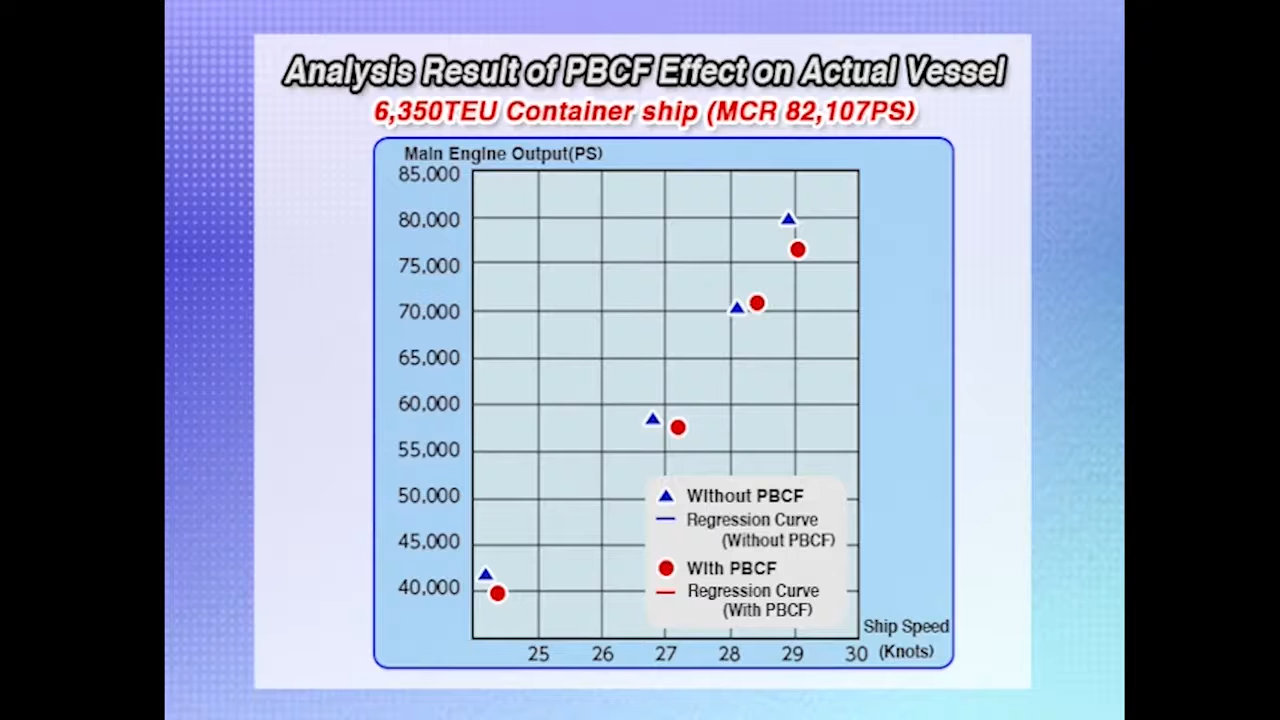 Analysis Result of PBCF Effect on Actual Vessel
6,350TEU Container ship (MCR 82,107PS)
Main Engine Output(PS)
85,000
80,000
75,000
70,000
65,000
60,000
55,000
50,000
45,000
40,000
Without PBCF
Regression Curve
(Without PBCF)
With PBCF
Regression Curve
(With PBCF)
Ship Speed
25 26 27 28 29 30 (Knots)